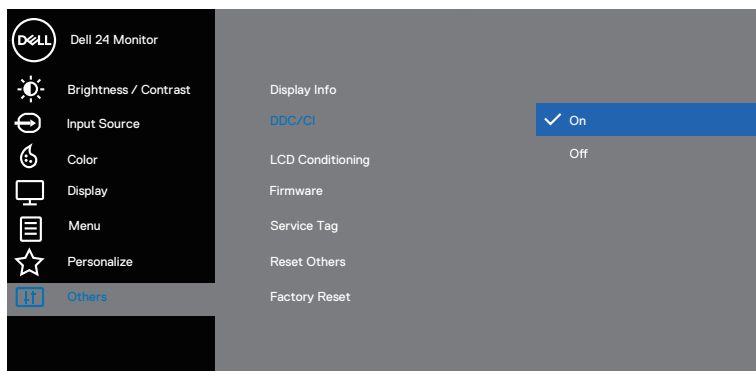 DELL
Dell 24 Monitor
Brightness / Contrast
Input Source
Color
Display
Menu
Personalize
Others
Display Info
DDC/CI
LCD Conditioning
Firmware
Service Tag
Reset Others
Factory Reset
On
Off